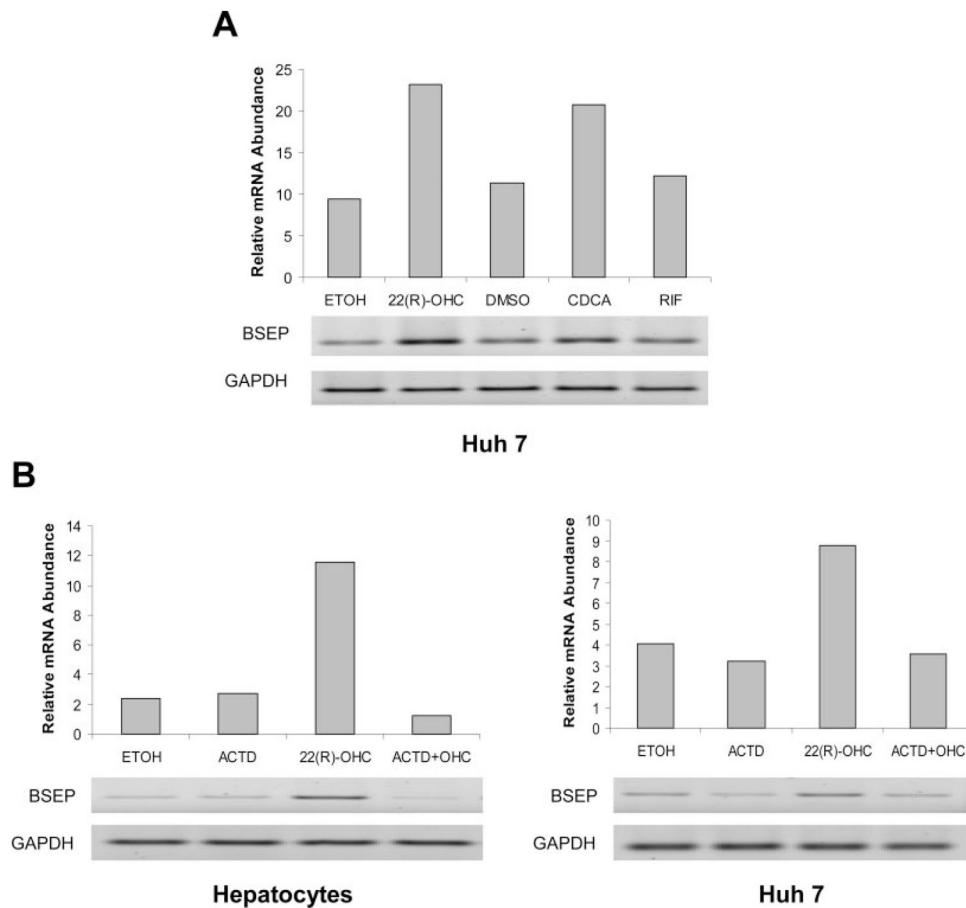 A
Relative mRNA Abundance
25
20
15
10
5
0
ETOH 22(R)-OHC DMSO CDCA RIF
BSEP
GAPDH
Huh 7
B
Relative mRNA Abundance
14
12
10
8
6
4
2
0
ETOH ACTD 22(R)-OHC ACTD+OHC
BSEP
GAPDH
Hepatocytes
Relative mRNA Abundance
10
9
8
7
6
5
4
3
2
1
0
ETOH ACTD 22(R)-OHC ACTD+OHC
BSEP
GAPDH
Huh 7